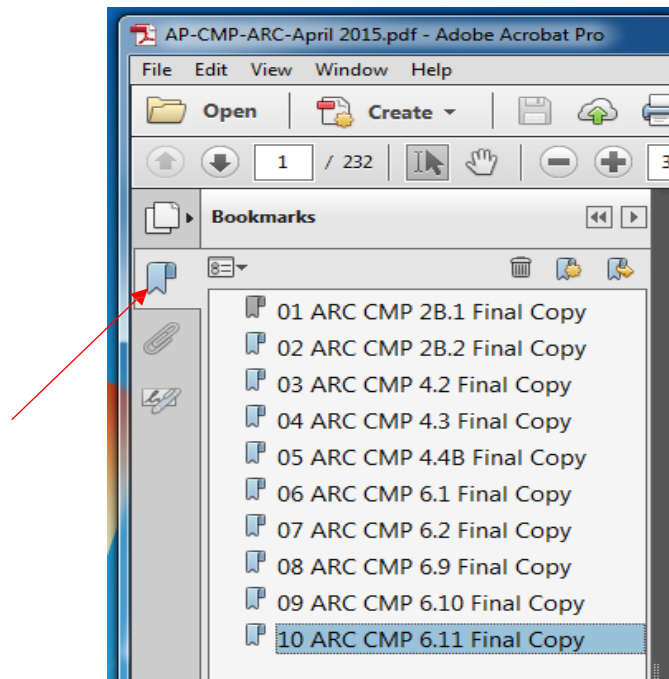 AP-CMP-ARC-April 2015.pdf - Adobe Acrobat Pro
File Edit View Window Help
Open Create
1 / 232 3
Bookmarks
01 ARC CMP 2B.1 Final Copy
02 ARC CMP 2B.2 Final Copy
03 ARC CMP 4.2 Final Copy
04 ARC CMP 4.3 Final Copy
05 ARC CMP 4.4B Final Copy
06 ARC CMP 6.1 Final Copy
07 ARC CMP 6.2 Final Copy
08 ARC CMP 6.9 Final Copy
09 ARC CMP 6.10 Final Copy
10 ARC CMP 6.11 Final Copy